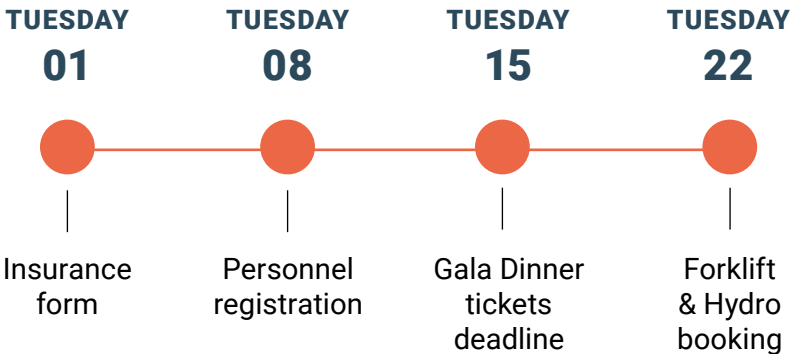 TUESDAY
01
TUESDAY
08
TUESDAY
15
TUESDAY
22
Insurance
form
Personnel
registration
Gala Dinner
tickets
deadline
Forklift
& Hydro
booking